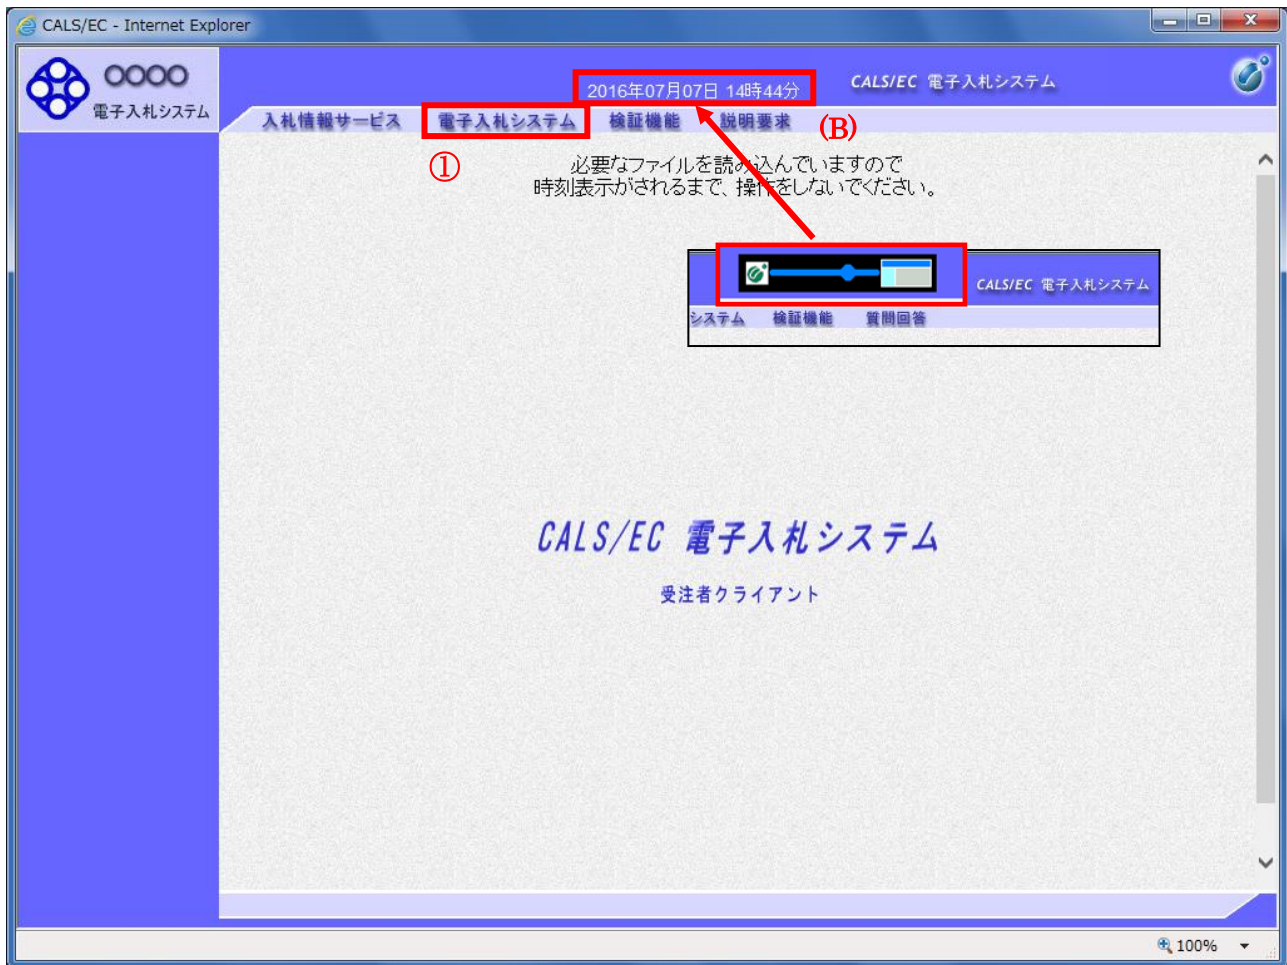 CALS/EC - Internet Explorer
○○○○
電子入札システム
2016年07月07日 14時44分
CALS/EC 電子入札システム
入札情報サービス 電子入札システム 検証機能 説明要求 (B)
①
必要なファイルを読み込んでいますので
時刻表示がされるまで、操作をしないでください。
CALS/EC 電子入札システム
システム 検証機能 質問回答
CALS/EC 電子入札システム
受注者クライアント
100%